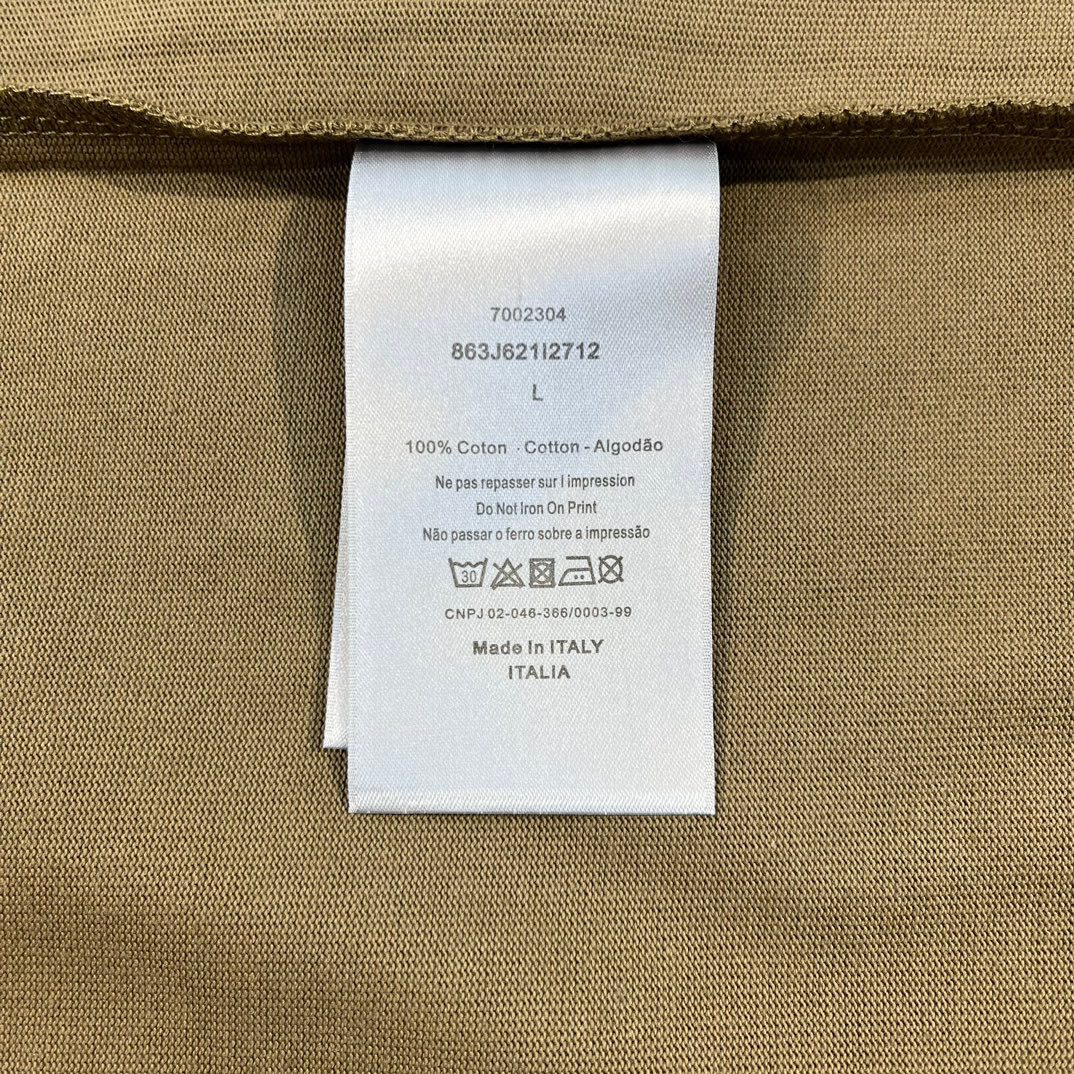 7002304
863J621I2712
L
100% Coton · Cotton - Algodão
Ne pas repasser sur l impression
Do Not Iron On Print
Não passar o ferro sobre a impressão
30
CNPJ 02-046-366/0003-99
Made In ITALY
ITALIA